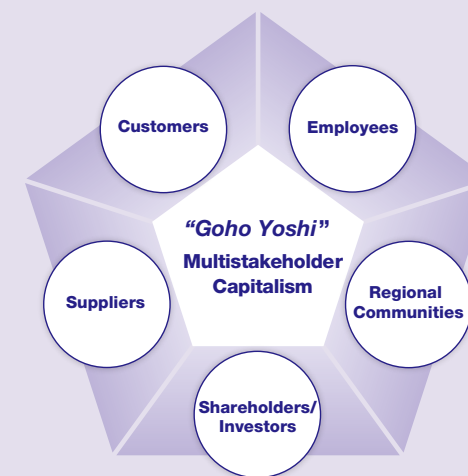 Customers
Employees
“Goho Yoshi”
Multistakeholder
Capitalism
Suppliers
Regional
Communities
Shareholders/
Investors